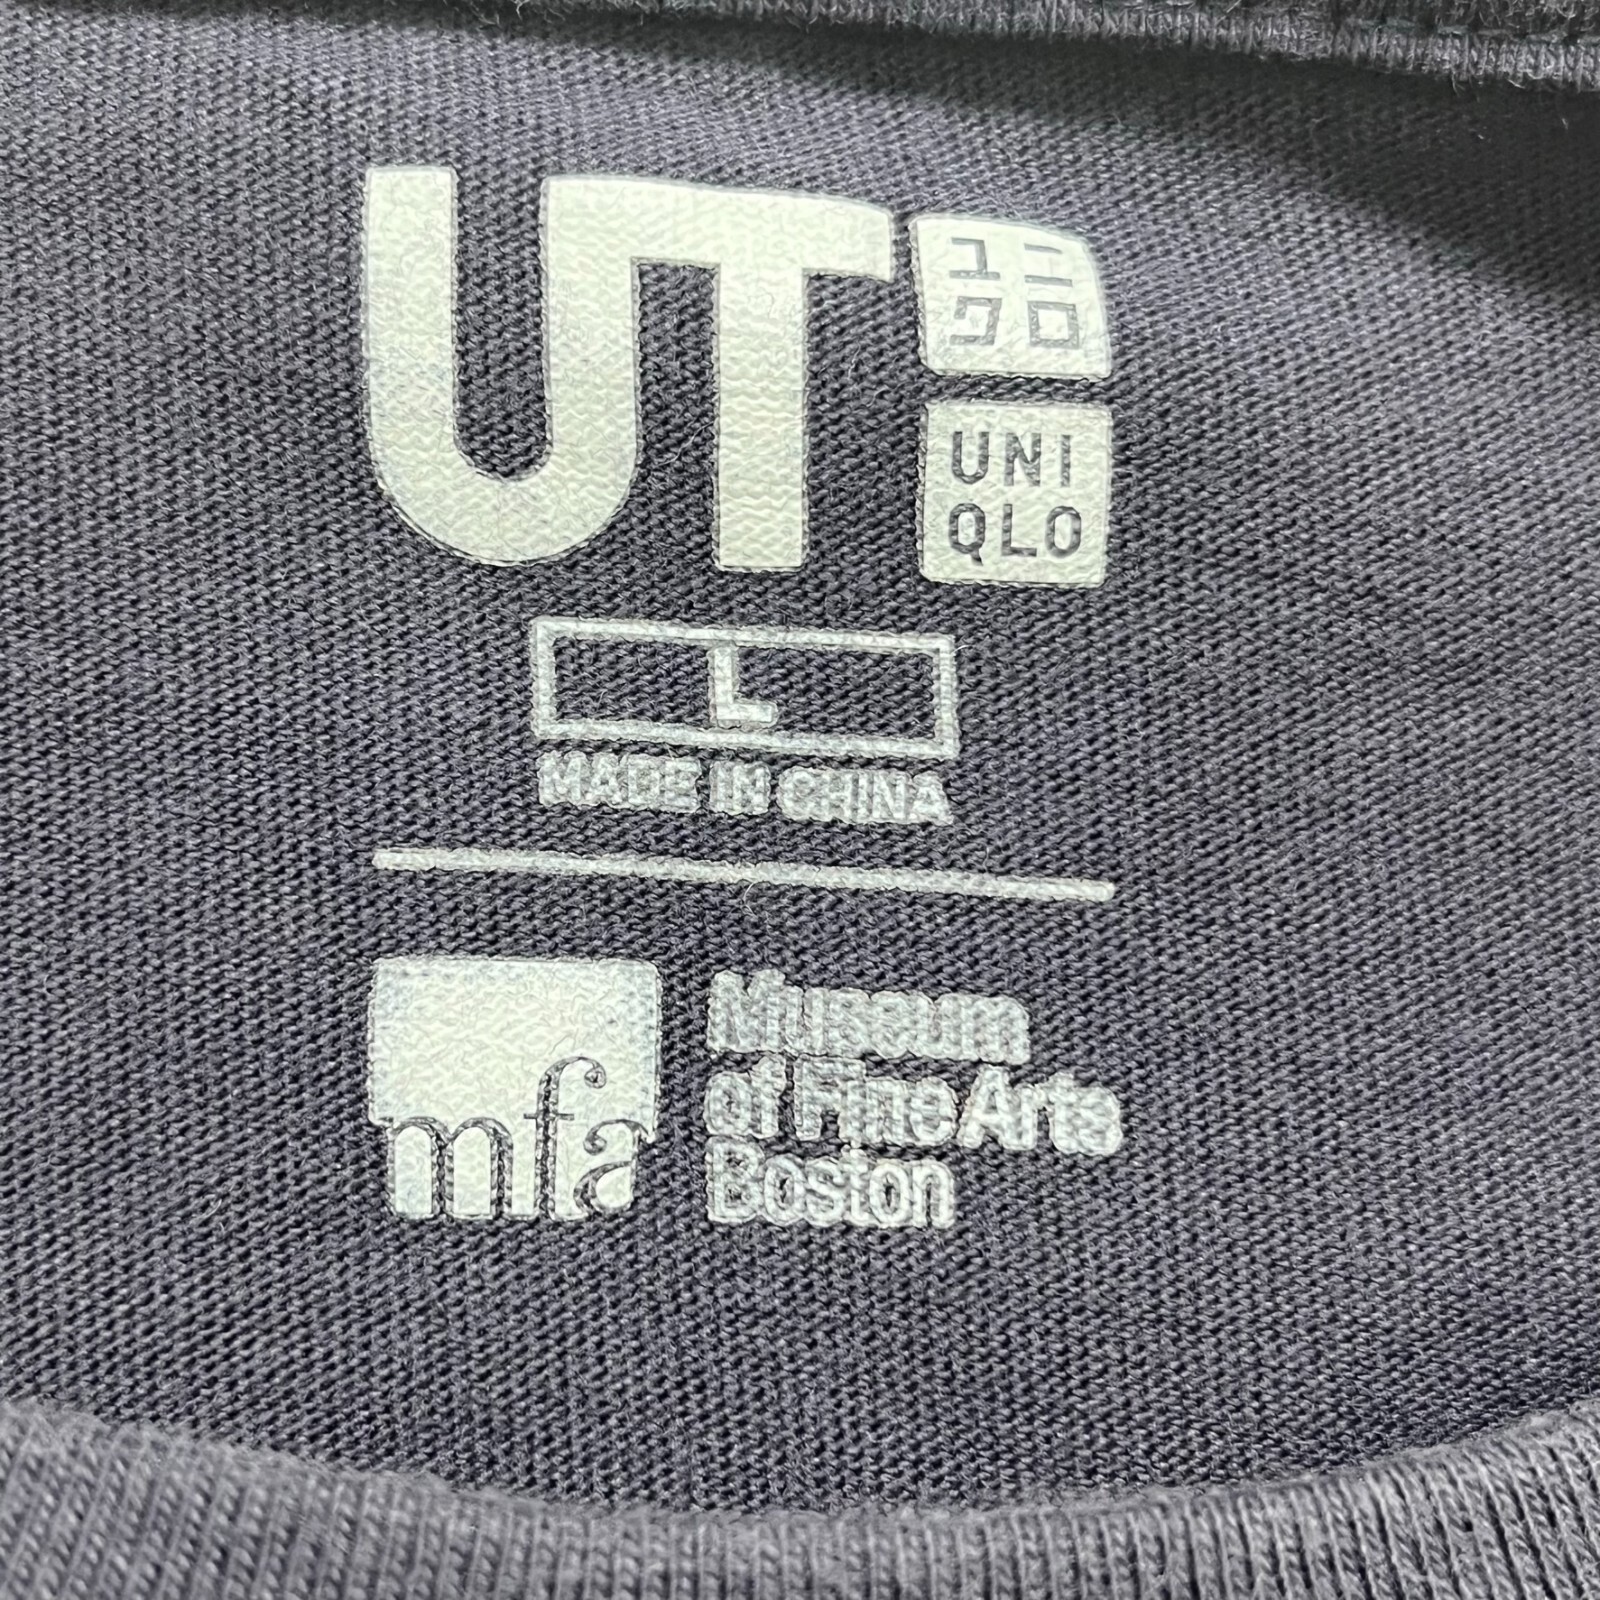 UT
ユニ
クロ
UNI
QLO
L
MADE IN CHINA
mfa
Museum
of Fine Arts
Boston